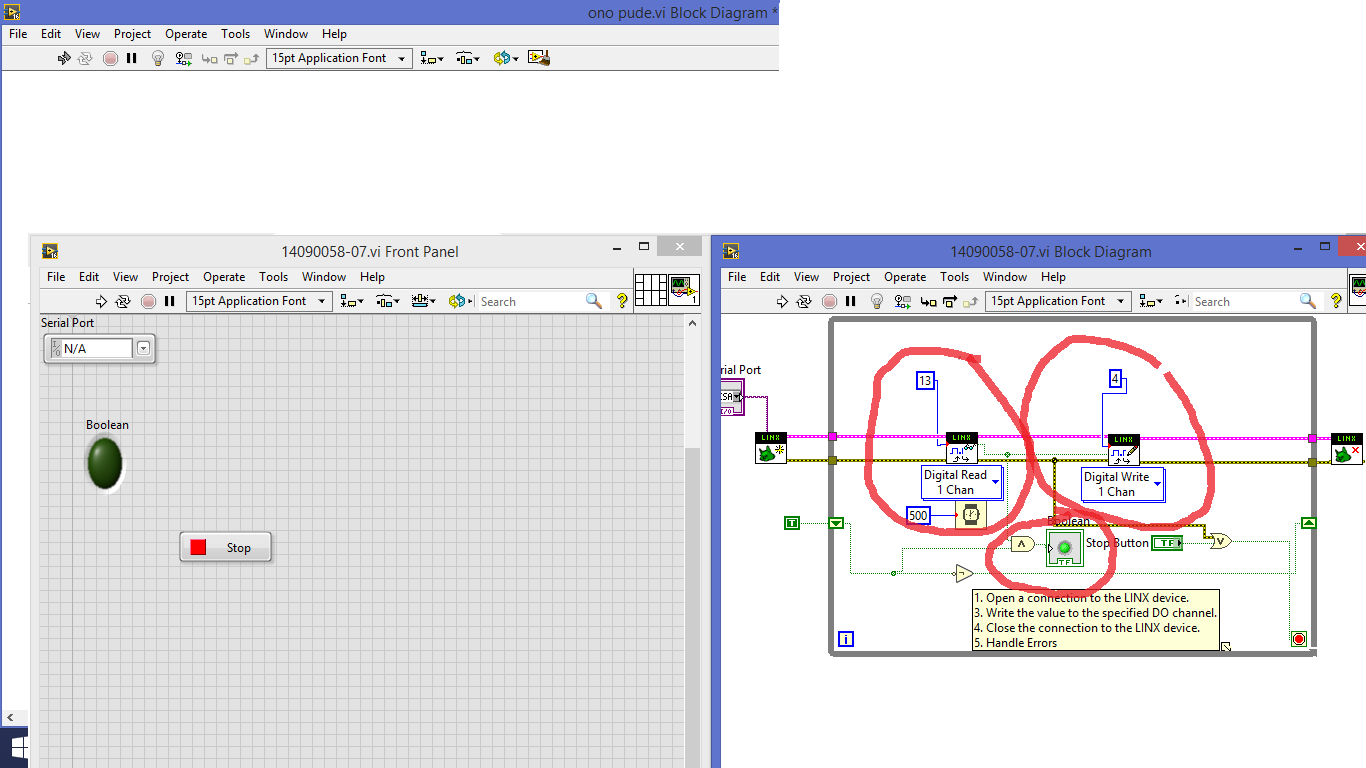 ono pude.vi Block Diagram *
File Edit View Project Operate Tools Window Help
15pt Application Font
14090058-07.vi Front Panel
File Edit View Project Operate Tools Window Help
15pt Application Font
Search
1
Serial Port
N/A
Boolean
Stop
14090058-07.vi Block Diagram
File Edit View Project Operate Tools Window Help
15pt Application Font
Search
rial Port
13
4
LINX
LINX
LINX
LINX
Digital Read
1 Chan
Digital Write
1 Chan
500
T
Boolean
TF
Stop Button
TF
1. Open a connection to the LINX device.
3. Write the value to the specified DO channel.
4. Close the connection to the LINX device.
5. Handle Errors
i